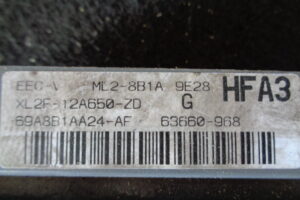 EEC-V ML2-8B1A 9E28 HFA3
XL2F-12A650-ZD G
69A8B1AA24-AF 63660-968